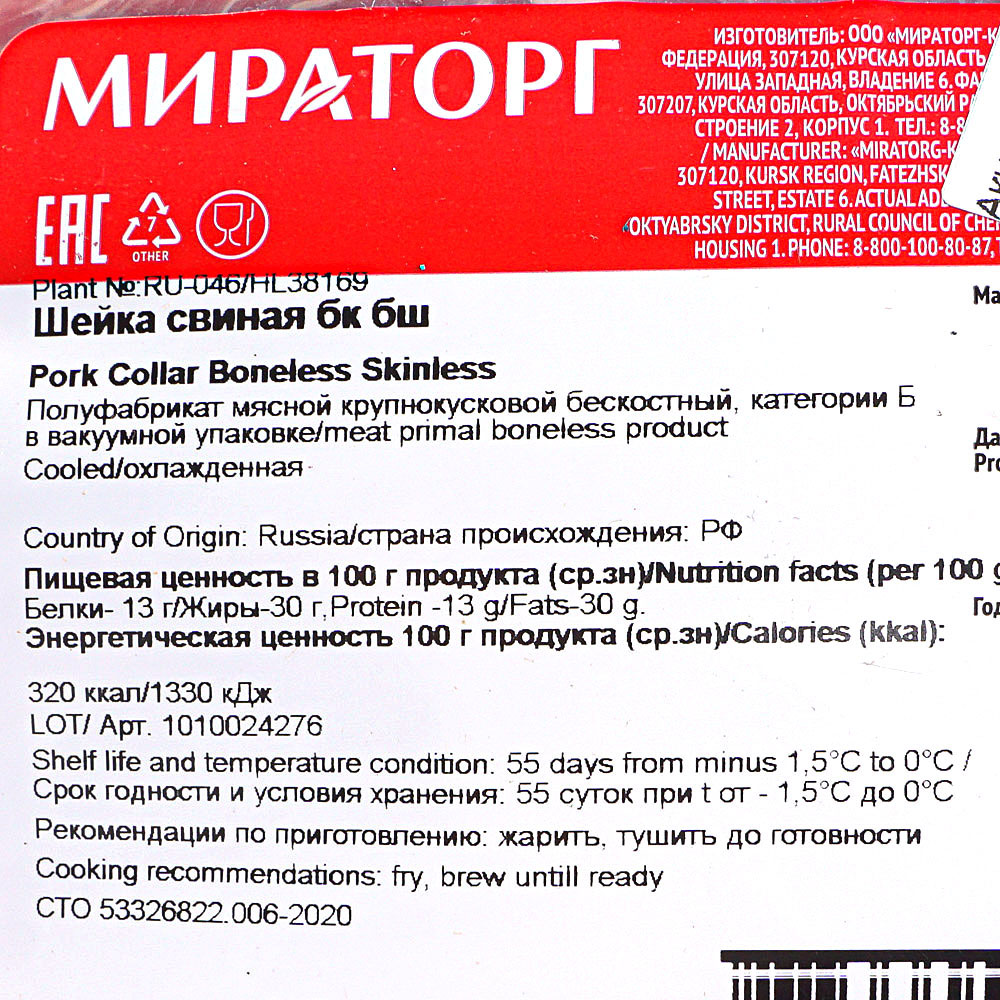 МИРАТОРГ
ИЗГОТОВИТЕЛЬ: ООО «МИРАТОРГ-К
ФЕДЕРАЦИЯ, 307120, КУРСКАЯ ОБЛАСТЬ
УЛИЦА ЗАПАДНАЯ, ВЛАДЕНИЕ 6. ФА
307207, КУРСКАЯ ОБЛАСТЬ, ОКТЯБРЬСКИЙ РА
СТРОЕНИЕ 2, КОРПУС 1. ТЕЛ.: 8-8
/ MANUFACTURER: «MIRATORG-K
307120, KURSK REGION, FATEZHSK
STREET, ESTATE 6. ACTUAL AD
OKTYABRSKY DISTRICT, RURAL COUNCIL OF CHE
HOUSING 1. PHONE: 8-800-100-80-87,
EAC
7
OTHER
Plant №:RU-046/HL38169
Шейка свиная бк бш
Pork Collar Boneless Skinless
Полуфабрикат мясной крупнокусковой бескостный, категории Б
в вакуумной упаковке/meat primal boneless product
Cooled/охлажденная
Country of Origin: Russia/страна происхождения: РФ
Пищевая ценность в 100 г продукта (ср.зн)/Nutrition facts (per 100 g
Белки- 13 г/Жиры-30 г,Protein -13 g/Fats-30 g.
Энергетическая ценность 100 г продукта (ср.зн)/Calories (kkal):
320 ккал/1330 кДж
LOT/ Арт. 1010024276
Shelf life and temperature condition: 55 days from minus 1,5°C to 0°C /
Срок годности и условия хранения: 55 суток при t от - 1,5°C до 0°C
Рекомендации по приготовлению: жарить, тушить до готовности
Cooking recommendations: fry, brew untill ready
СТО 53326822.006-2020
Ма
Да
Pro
Год